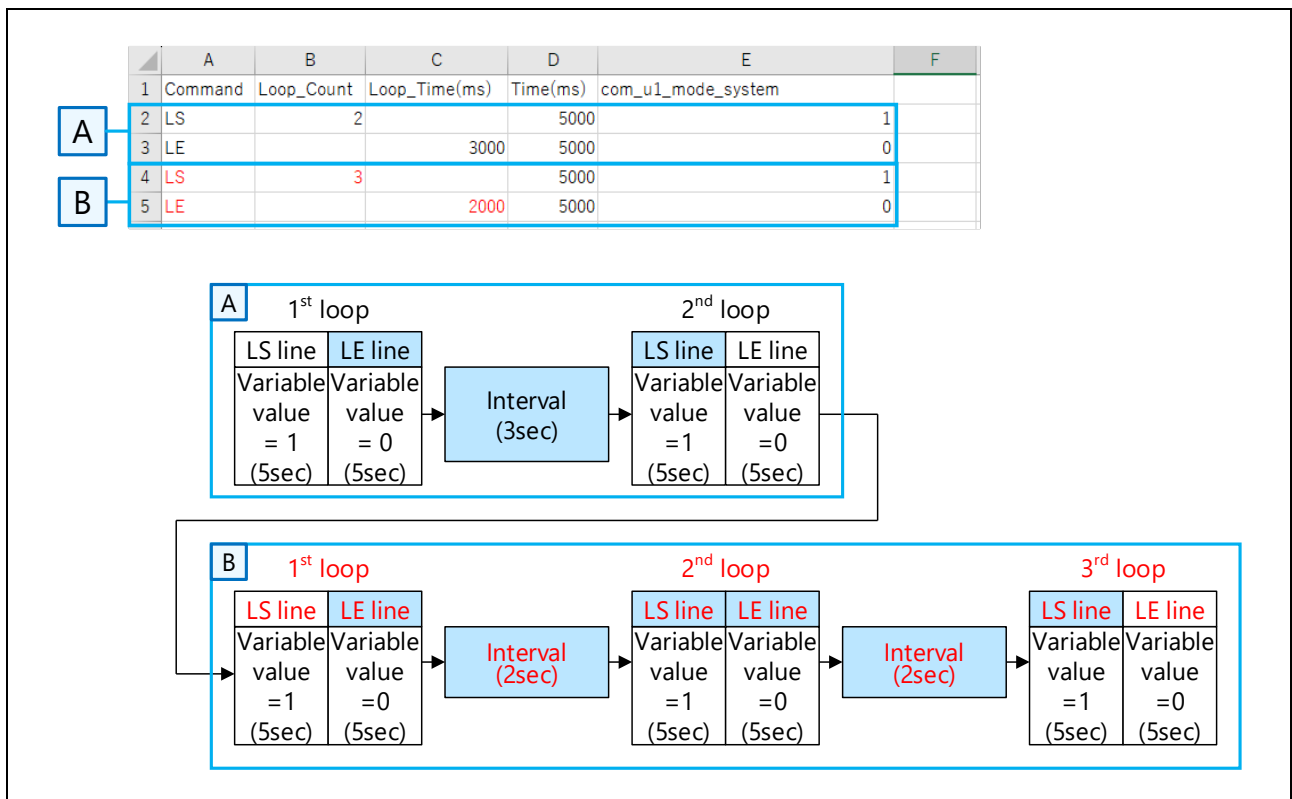 A B C D E F
1 Command Loop_Count Loop_Time(ms) Time(ms) com_u1_mode_system
2 LS 2 5000 1
3 LE 3000 5000 0
4 LS 3 5000 1
5 LE 2000 5000 0
A
B
A 1st loop 2nd loop
LS line LE line LS line LE line
Variable Variable Variable Variable
value value Interval value value
= 1 = 0 (3sec) =1 =0
(5sec) (5sec) (5sec) (5sec)
B 1st loop 2nd loop 3rd loop
LS line LE line LS line LE line LS line LE line
Variable Variable Interval Variable Variable Interval Variable Variable
value value (2sec) value value (2sec) value value
=1 =0 =1 =0 =1 =0
(5sec) (5sec) (5sec) (5sec) (5sec) (5sec)